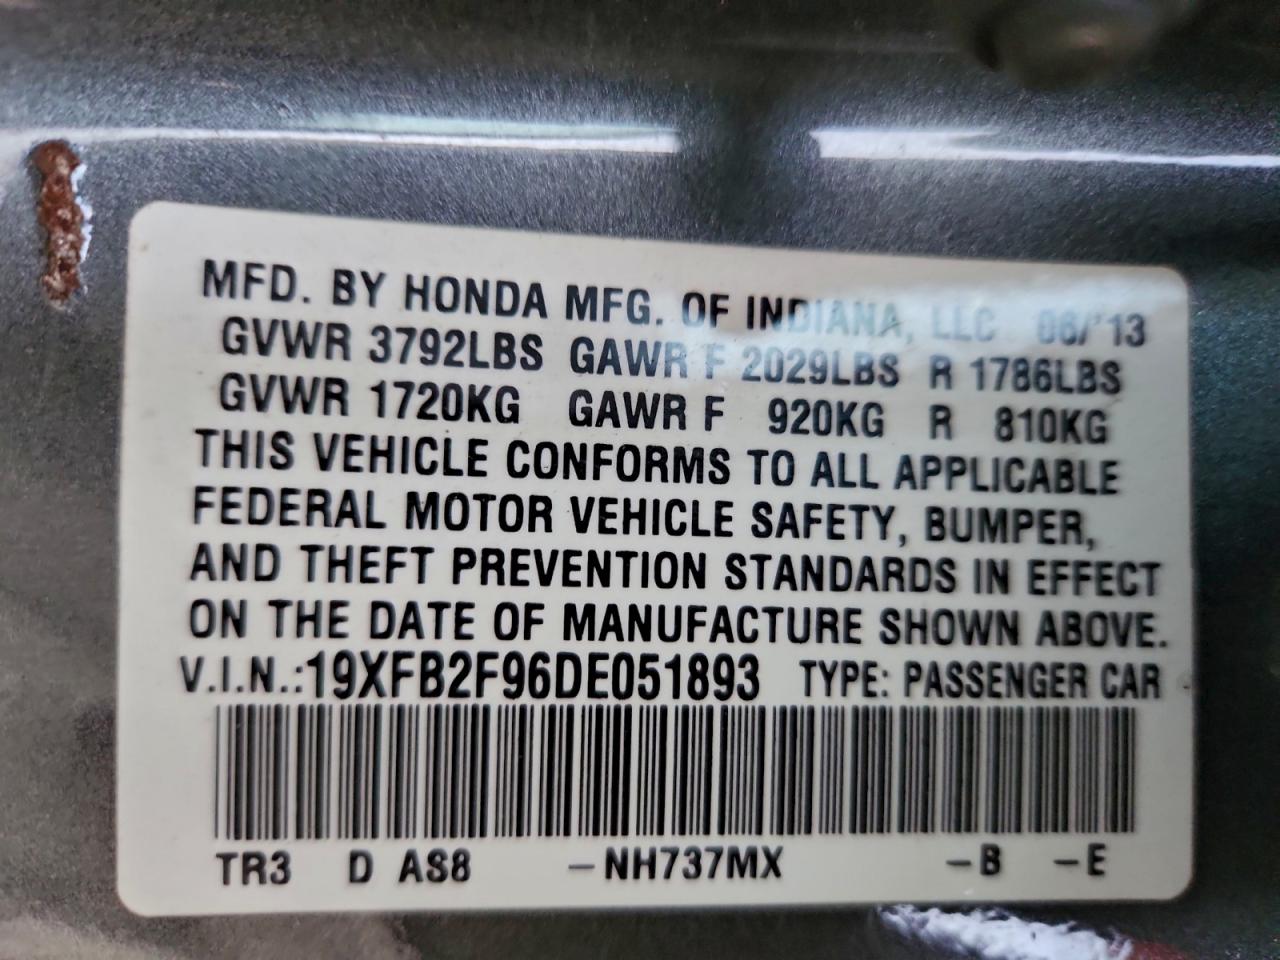 MFD. BY HONDA MFG. OF INDIANA, LLC 06/'13
GVWR 3792LBS GAWR F 2029LBS R 1786LBS
GVWR 1720KG GAWR F 920KG R 810KG
THIS VEHICLE CONFORMS TO ALL APPLICABLE
FEDERAL MOTOR VEHICLE SAFETY, BUMPER,
AND THEFT PREVENTION STANDARDS IN EFFECT
ON THE DATE OF MANUFACTURE SHOWN ABOVE.
V.I.N.:19XFB2F96DE051893 TYPE: PASSENGER CAR
TR3 D AS8 –NH737MX –B –E